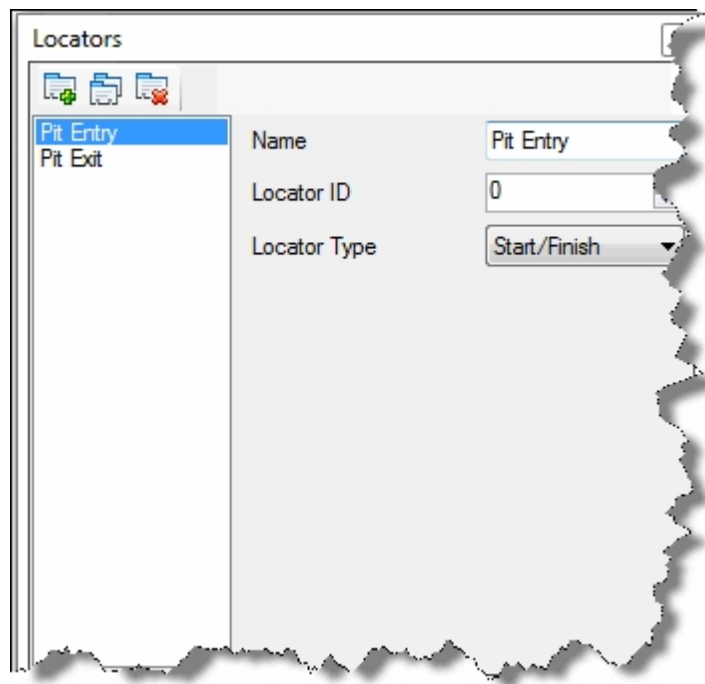 Locators
Pit Entry
Pit Exit
Name
Pit Entry
Locator ID
0
Locator Type
Start/Finish